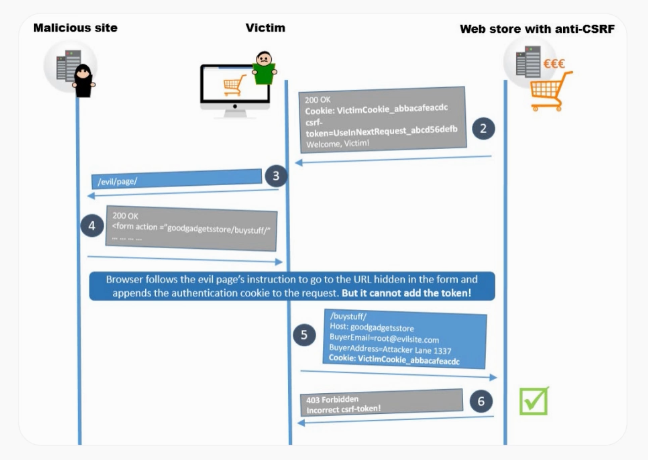 Malicious site
Victim
Web store with anti-CSRF
€€€
200 OK
Cookie: VictimCookie_abbacafeacdc
csrf-
token=UseInNextRequest_abcd56defb
Welcome, Victim!
2
/evil/page/
3
4
200 OK
<form action ="goodgadgetsstore/buystuff/"
... ... ... ...
Browser follows the evil page's instruction to go to the URL hidden in the form and
appends the authentication cookie to the request. But it cannot add the token!
5
/buystuff/
Host: goodgadgetsstore
BuyerEmail=root@evilsite.com
BuyerAddress=Attacker Lane 1337
Cookie: VictimCookie_abbacafeacdc
403 Forbidden
Incorrect csrf-token!
6